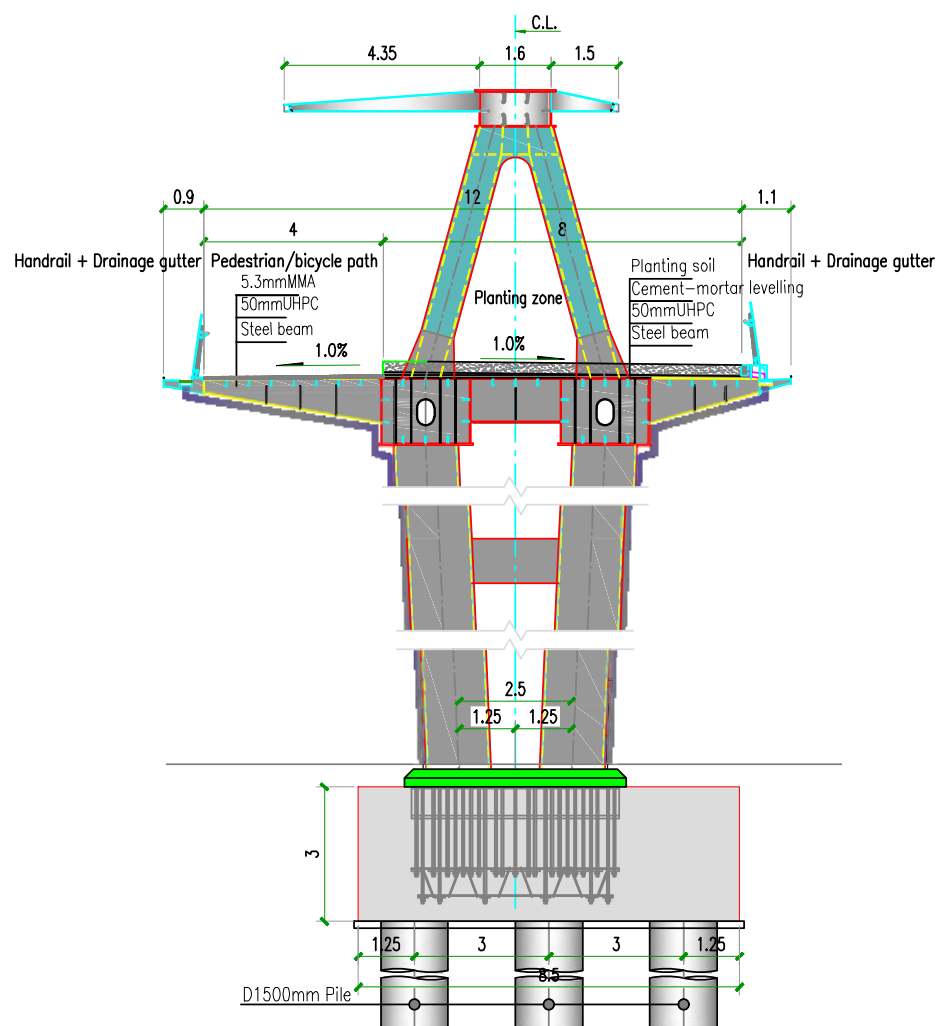 C.L.
4.35
1.6
1.5
0.9
12
1.1
4
8
Handrail + Drainage gutter
Pedestrian/bicycle path
5.3mmMMA
50mmUHPC
Steel beam
Planting zone
Planting soil
Cement-mortar levelling
50mmUHPC
Steel beam
Handrail + Drainage gutter
1.0%
1.0%
2.5
1.25
1.25
3
1.25
3
3
1.25
8.5
D1500mm Pile